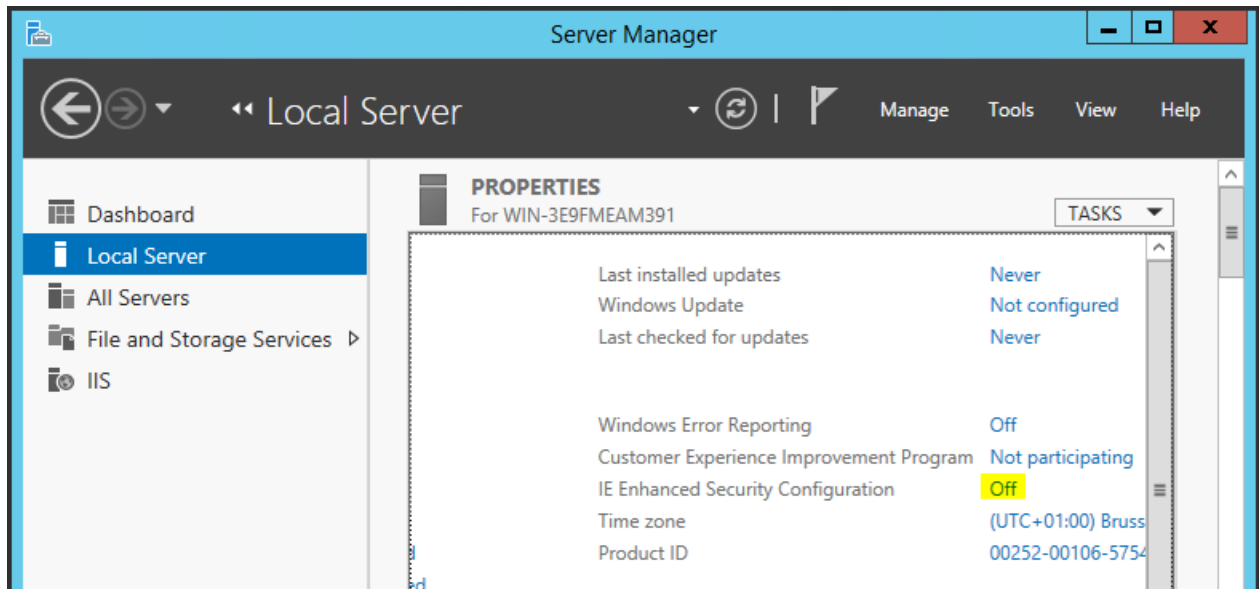 Server Manager
Local Server Manage Tools View Help
Dashboard
Local Server
All Servers
File and Storage Services
IIS
PROPERTIES
For WIN-3E9FMEAM391
TASKS
Last installed updates Never
Windows Update Not configured
Last checked for updates Never
Windows Error Reporting Off
Customer Experience Improvement Program Not participating
IE Enhanced Security Configuration Off
Time zone (UTC+01:00) Bruss
Product ID 00252-00106-5754